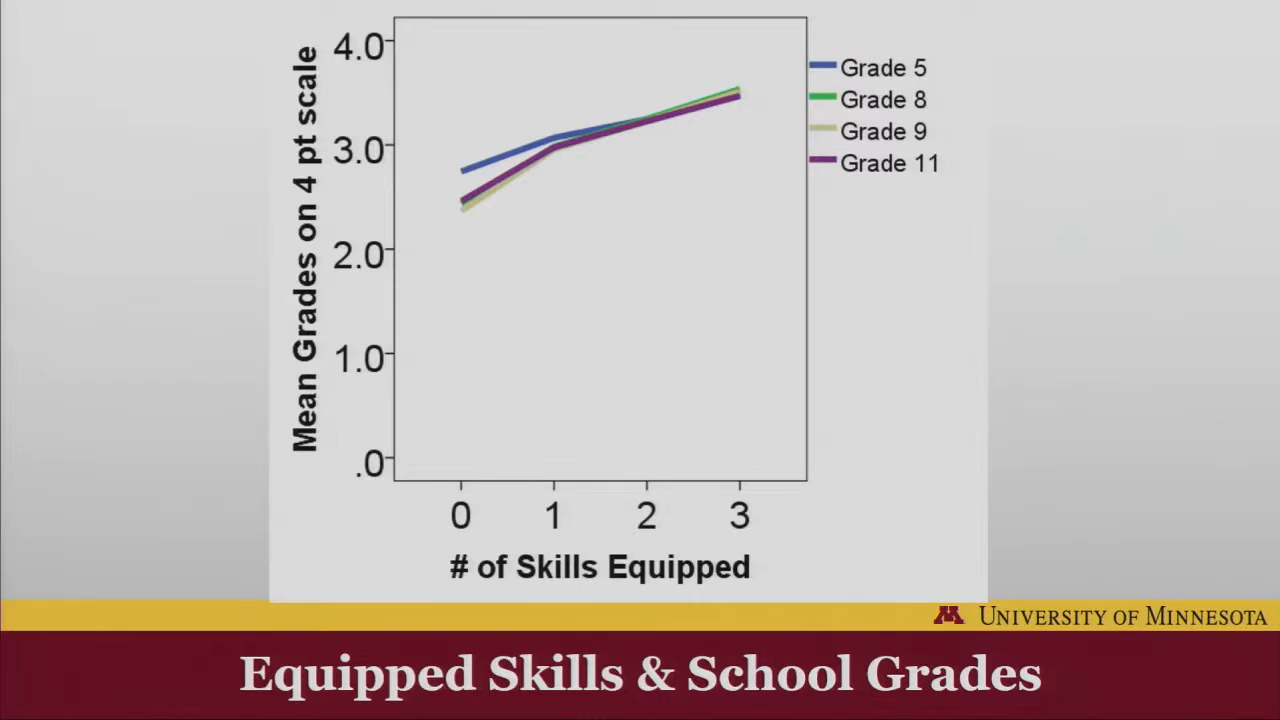 Mean Grades on 4 pt scale
4.0
3.0
2.0
1.0
.0
0 1 2 3
# of Skills Equipped
Grade 5
Grade 8
Grade 9
Grade 11
M UNIVERSITY OF MINNESOTA
Equipped Skills & School Grades